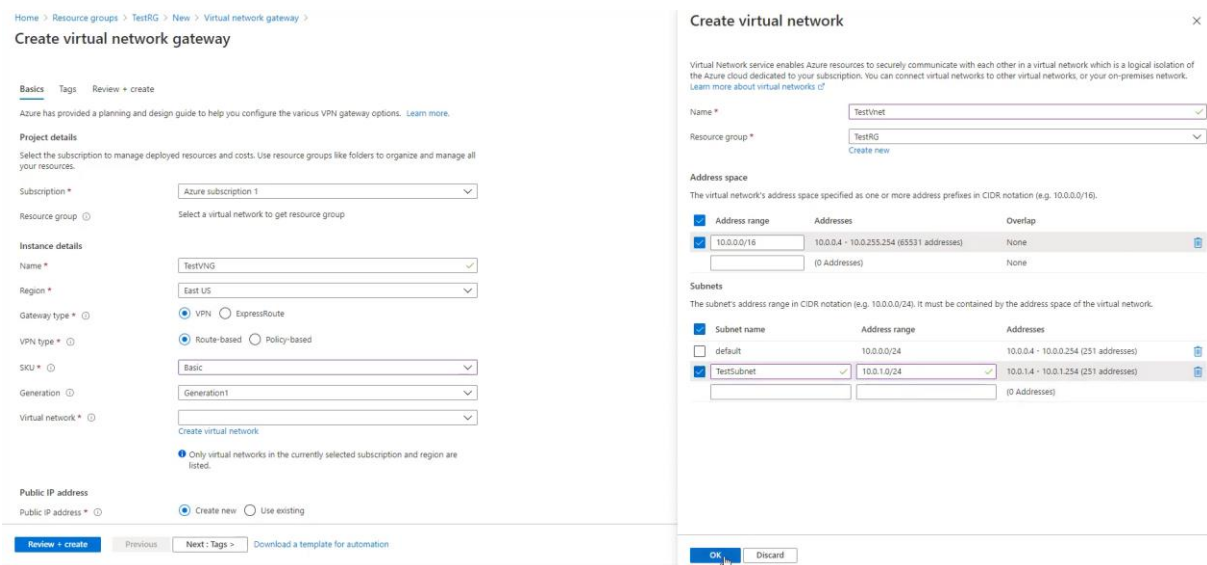 Home > Resource groups > TestRG > New > Virtual network gateway >
Create virtual network gateway
Basics Tags Review + create
Azure has provided a planning and design guide to help you configure the various VPN gateway options. Learn more.
Project details
Select the subscription to manage deployed resources and costs. Use resource groups like folders to organize and manage all
your resources.
Subscription * Azure subscription 1
Resource group Select a virtual network to get resource group
Instance details
Name * TestVNG
Region * East US
Gateway type * VPN ExpressRoute
VPN type * Route-based Policy-based
SKU * Basic
Generation Generation1
Virtual network *
Create virtual network
Only virtual networks in the currently selected subscription and region are
listed.
Public IP address
Public IP address * Create new Use existing
Review + create Previous Next : Tags > Download a template for automation
Create virtual network
Virtual Network service enables Azure resources to securely communicate with each other in a virtual network which is a logical isolation of
the Azure cloud dedicated to your subscription. You can connect virtual networks to other virtual networks, or your on-premises network.
Learn more about virtual networks
Name * TestVnet
Resource group * TestRG
Create new
Address space
The virtual network's address space specified as one or more address prefixes in CIDR notation (e.g. 10.0.0.0/16).
Address range Addresses Overlap
10.0.0.0/16 10.0.0.4 - 10.0.255.254 (65531 addresses) None
(0 Addresses) None
Subnets
The subnet's address range in CIDR notation (e.g. 10.0.0.0/24). It must be contained by the address space of the virtual network.
Subnet name Address range Addresses
default 10.0.0.0/24 10.0.0.4 - 10.0.0.254 (251 addresses)
TestSubnet 10.0.1.0/24 10.0.1.4 - 10.0.1.254 (251 addresses)
(0 Addresses)
OK Discard